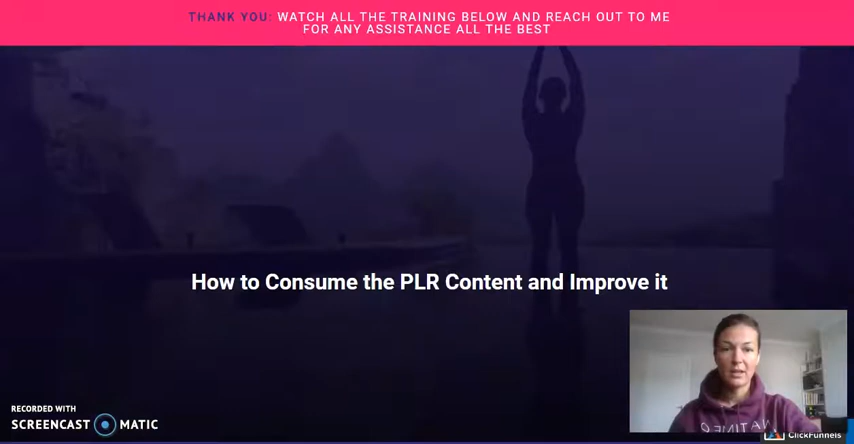 THANK YOU: WATCH ALL THE TRAINING BELOW AND REACH OUT TO ME
FOR ANY ASSISTANCE ALL THE BEST
How to Consume the PLR Content and Improve it
RECORDED WITH
SCREENCAST MATIC
ClickFunnels